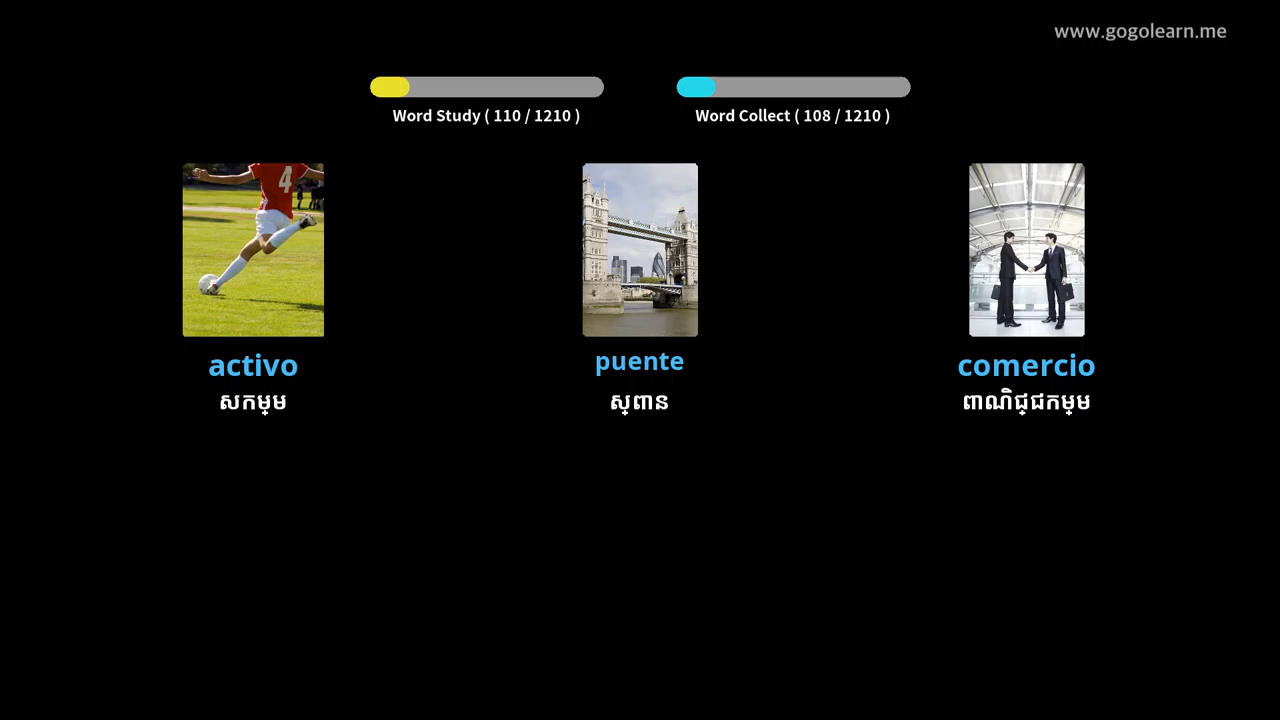 www.gogolearn.me
Word Study ( 110 / 1210 )
Word Collect ( 108 / 1210 )
4
activo
puente
comercio
សកម្ម
ស្ពាន
ពាណិជ្ជកម្ម